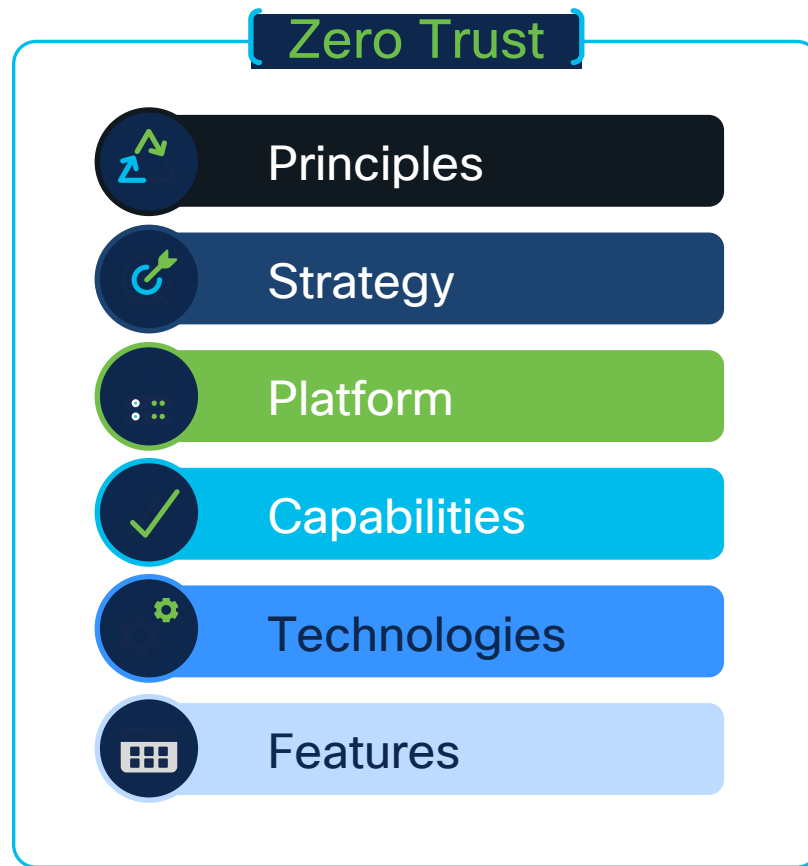 Zero Trust
Principles
Strategy
Platform
Capabilities
Technologies
Features